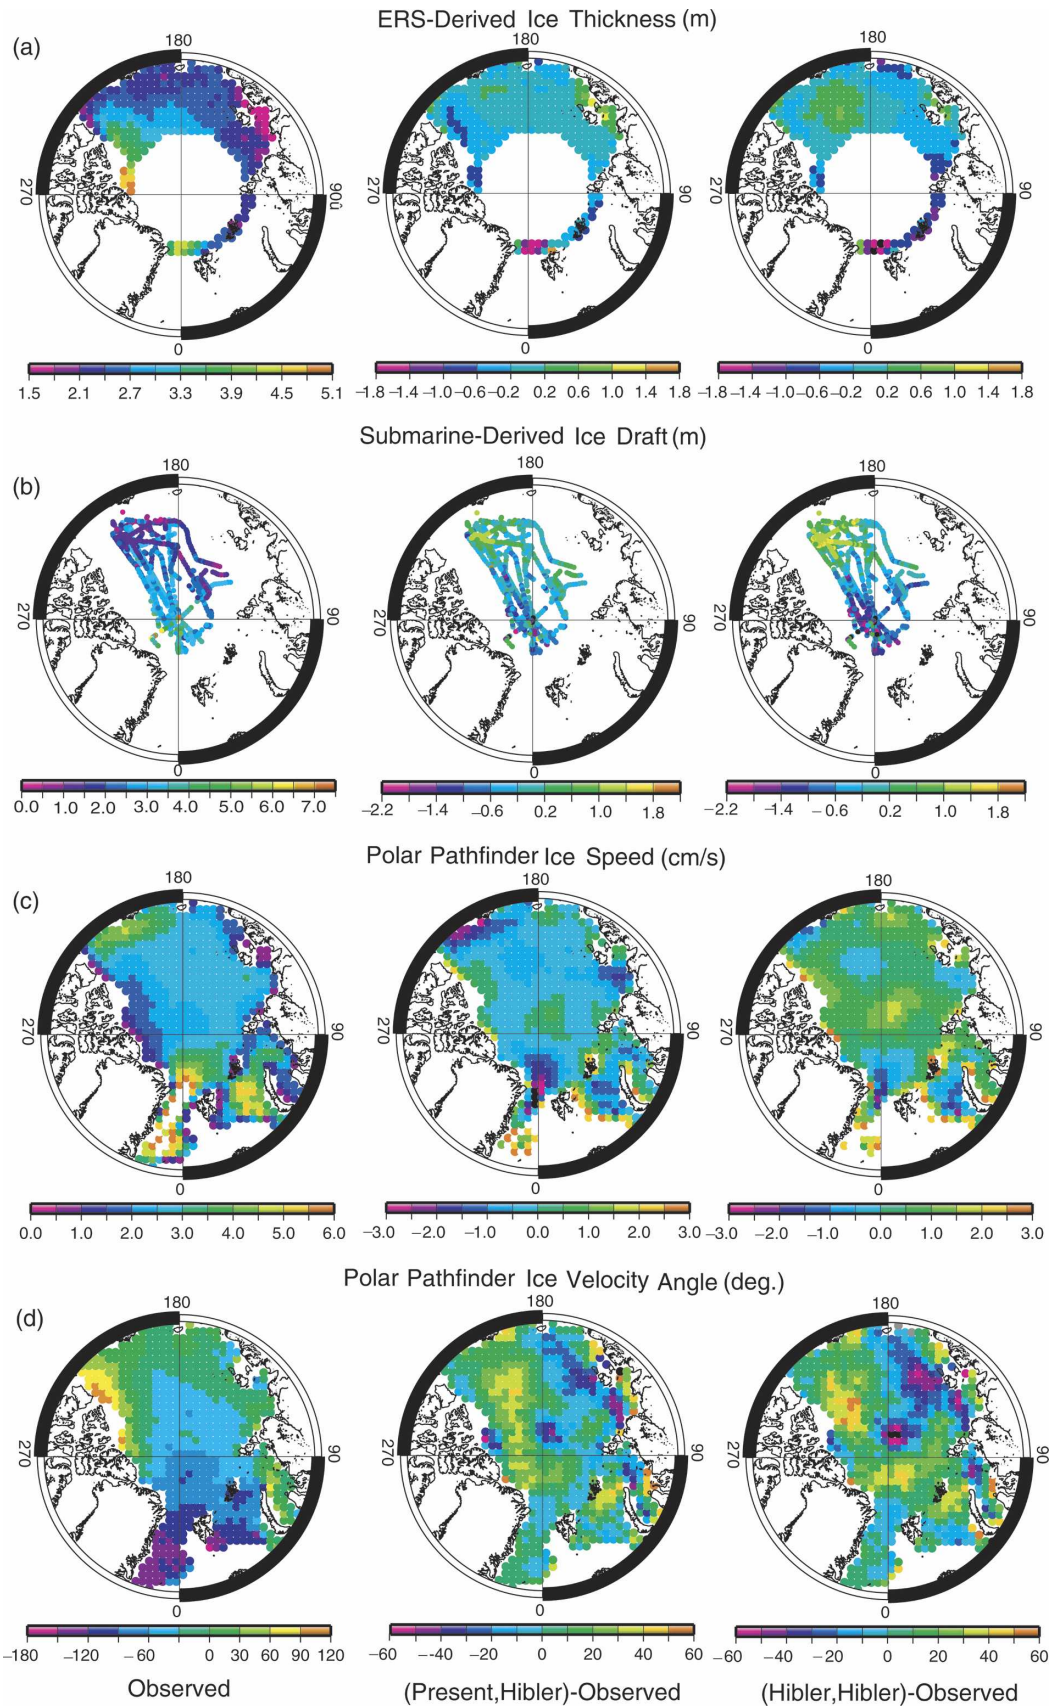 ERS-Derived Ice Thickness (m)
(a)
180 180 180
270 90 270 90 270 90
0 0 0
1.5 2.1 2.7 3.3 3.9 4.5 5.1
−1.8 −1.4 −1.0 −0.6 −0.2 0.2 0.6 1.0 1.4 1.8
−1.8 −1.4 −1.0 −0.6 −0.2 0.2 0.6 1.0 1.4 1.8
Submarine-Derived Ice Draft (m)
(b)
180 180 180
270 90 270 90 270 90
0 0 0
0.0 1.0 2.0 3.0 4.0 5.0 6.0 7.0
−2.2 −1.4 −0.6 0.2 1.0 1.8
−2.2 −1.4 −0.6 0.2 1.0 1.8
Polar Pathfinder Ice Speed (cm/s)
(c)
180 180 180
270 90 270 90 270 90
0 0 0
0.0 1.0 2.0 3.0 4.0 5.0 6.0
−3.0 −2.0 −1.0 0.0 1.0 2.0 3.0
−3.0 −2.0 −1.0 0.0 1.0 2.0 3.0
Polar Pathfinder Ice Velocity Angle (deg.)
(d)
180 180 180
270 90 270 90 270 90
0 0 0
−180 −120 −60 0 30 60 90 120
−60 −40 −20 0 20 40 60
−60 −40 −20 0 20 40 60
Observed
(Present,Hibler)-Observed
(Hibler,Hibler)-Observed